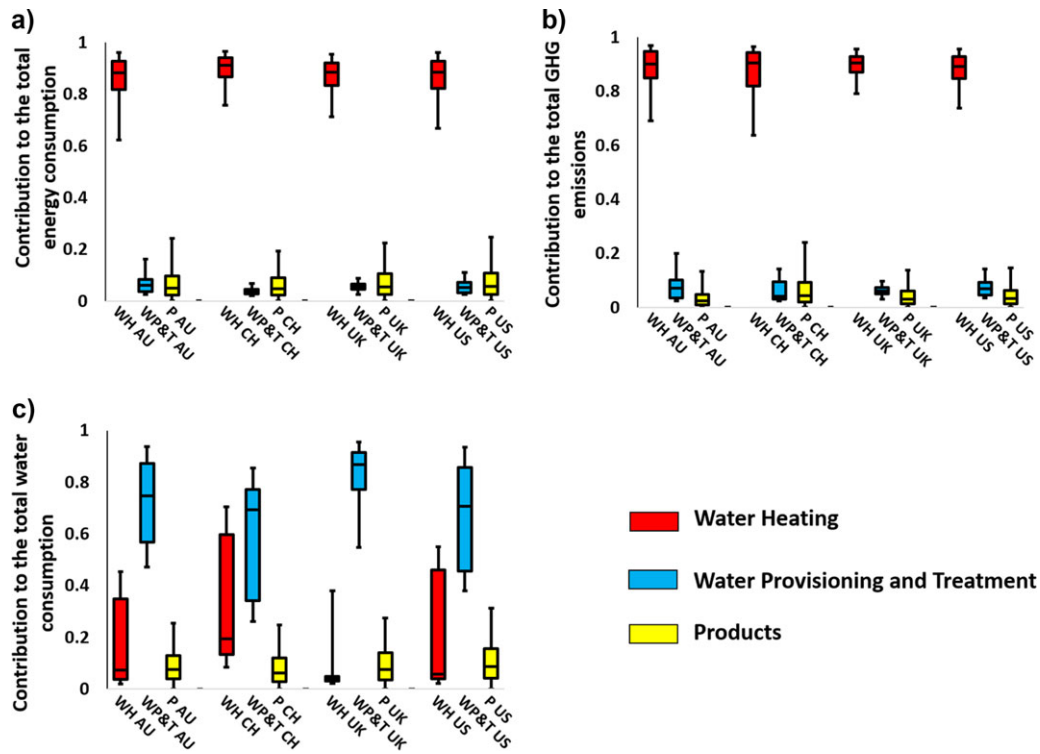 a)
Contribution to the total
energy consumption
1
0.8
0.6
0.4
0.2
0
WH AU
WP&T AU
P AU
WH CH
WP&T CH
P CH
WH UK
WP&T UK
P UK
WH US
WP&T US
P US
b)
Contribution to the total GHG
emissions
1
0.8
0.6
0.4
0.2
0
WH AU
WP&T AU
P AU
WH CH
WP&T CH
P CH
WH UK
WP&T UK
P UK
WH US
WP&T US
P US
c)
Contribution to the total water
consumption
1
0.8
0.6
0.4
0.2
0
WH AU
WP&T AU
P AU
WH CH
WP&T CH
P CH
WH UK
WP&T UK
P UK
WH US
WP&T US
P US
Water Heating
Water Provisioning and Treatment
Products